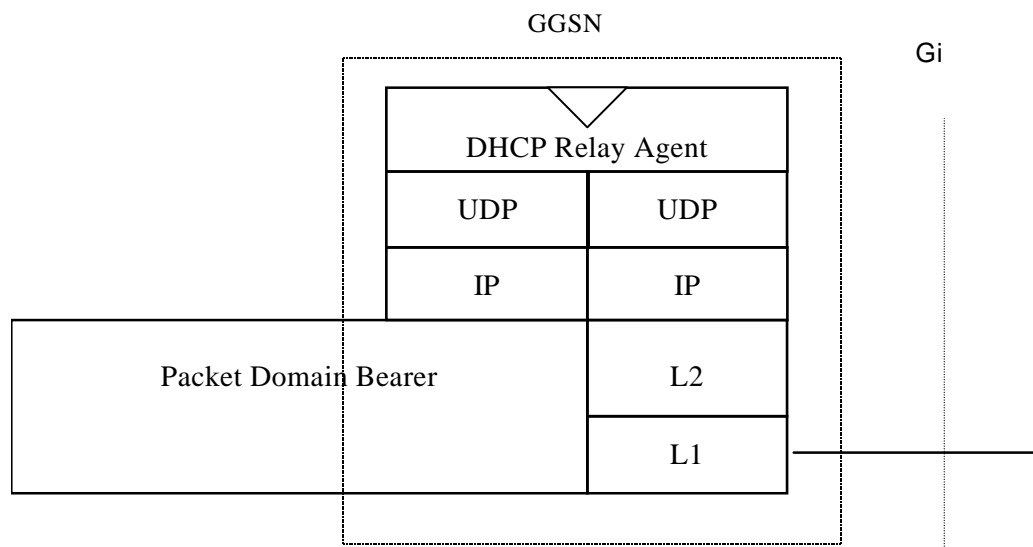 GGSN
Gi
DHCP Relay Agent
UDP UDP
IP IP
Packet Domain Bearer L2
L1